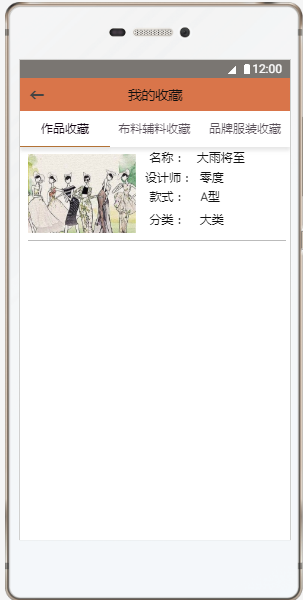 12:00
我的收藏
作品收藏 布料辅料收藏 品牌服装收藏
名称： 大雨将至
设计师： 零度
款式： A型
分类： 大类